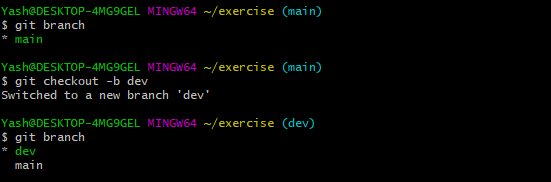 Yash@DESKTOP-4MG9GEL MINGW64 ~/exercise (main)
$ git branch
* main
Yash@DESKTOP-4MG9GEL MINGW64 ~/exercise (main)
$ git checkout -b dev
Switched to a new branch 'dev'
Yash@DESKTOP-4MG9GEL MINGW64 ~/exercise (dev)
$ git branch
* dev
  main